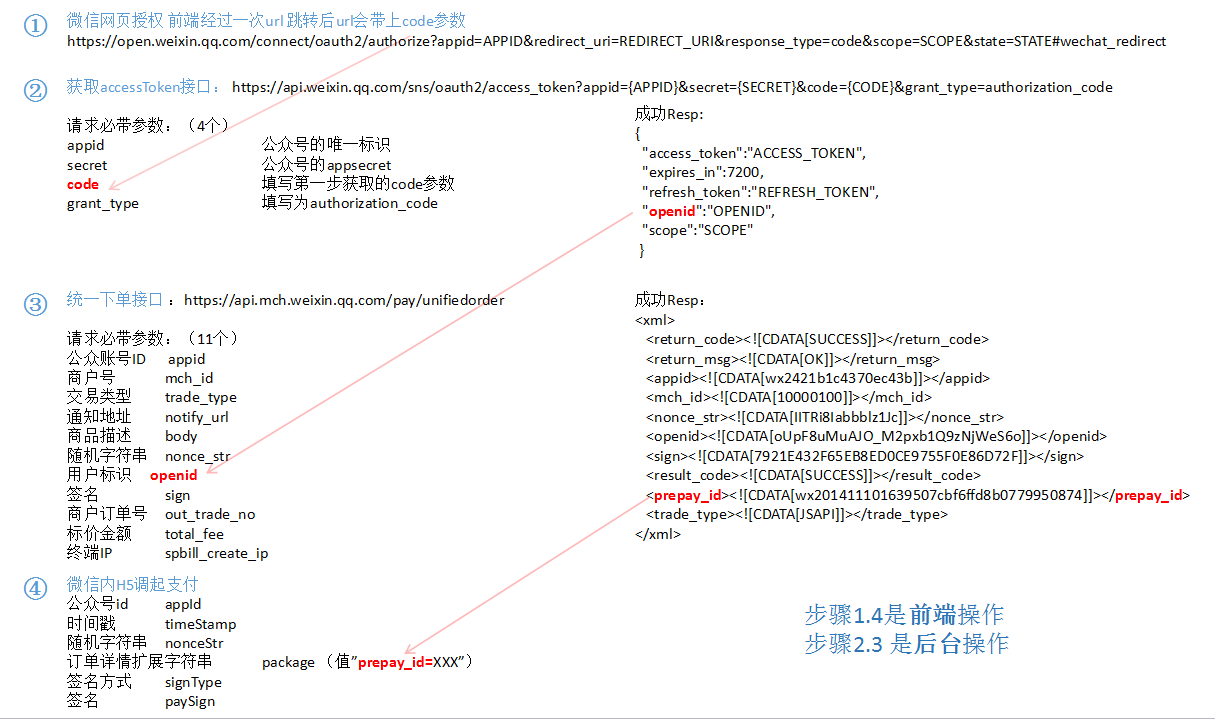 ① 微信网页授权 前端经过一次url 跳转后url会带上code参数
https://open.weixin.qq.com/connect/oauth2/authorize?appid=APPID&redirect_uri=REDIRECT_URI&response_type=code&scope=SCOPE&state=STATE#wechat_redirect
② 获取accessToken接口： https://api.weixin.qq.com/sns/oauth2/access_token?appid={APPID}&secret={SECRET}&code={CODE}&grant_type=authorization_code
请求必带参数：（4个）
appid 公众号的唯一标识
secret 公众号的appsecret
code 填写第一步获取的code参数
grant_type 填写为authorization_code
成功Resp:
{
"access_token":"ACCESS_TOKEN",
"expires_in":7200,
"refresh_token":"REFRESH_TOKEN",
"openid":"OPENID",
"scope":"SCOPE"
}
③ 统一下单接口 ：https://api.mch.weixin.qq.com/pay/unifiedorder
请求必带参数：（11个）
公众账号ID appid
商户号 mch_id
交易类型 trade_type
通知地址 notify_url
商品描述 body
随机字符串 nonce_str
用户标识 openid
签名 sign
商户订单号 out_trade_no
标价金额 total_fee
终端IP spbill_create_ip
成功Resp：
<xml>
<return_code><![CDATA[SUCCESS]]></return_code>
<return_msg><![CDATA[OK]]></return_msg>
<appid><![CDATA[wx2421b1c4370ec43b]]></appid>
<mch_id><![CDATA[10000100]]></mch_id>
<nonce_str><![CDATA[IITRi8Iabbblz1Jc]]></nonce_str>
<openid><![CDATA[oUpF8uMuAJO_M2pxb1Q9zNjWeS6o]]></openid>
<sign><![CDATA[7921E432F65EB8ED0CE9755F0E86D72F]]></sign>
<result_code><![CDATA[SUCCESS]]></result_code>
<prepay_id><![CDATA[wx201411101639507cbf6ffd8b0779950874]]></prepay_id>
<trade_type><![CDATA[JSAPI]]></trade_type>
</xml>
④ 微信内H5调起支付
公众号id appId
时间戳 timeStamp
随机字符串 nonceStr
订单详情扩展字符串 package （值”prepay_id=XXX”）
签名方式 signType
签名 paySign
步骤1.4是前端操作
步骤2.3 是后台操作